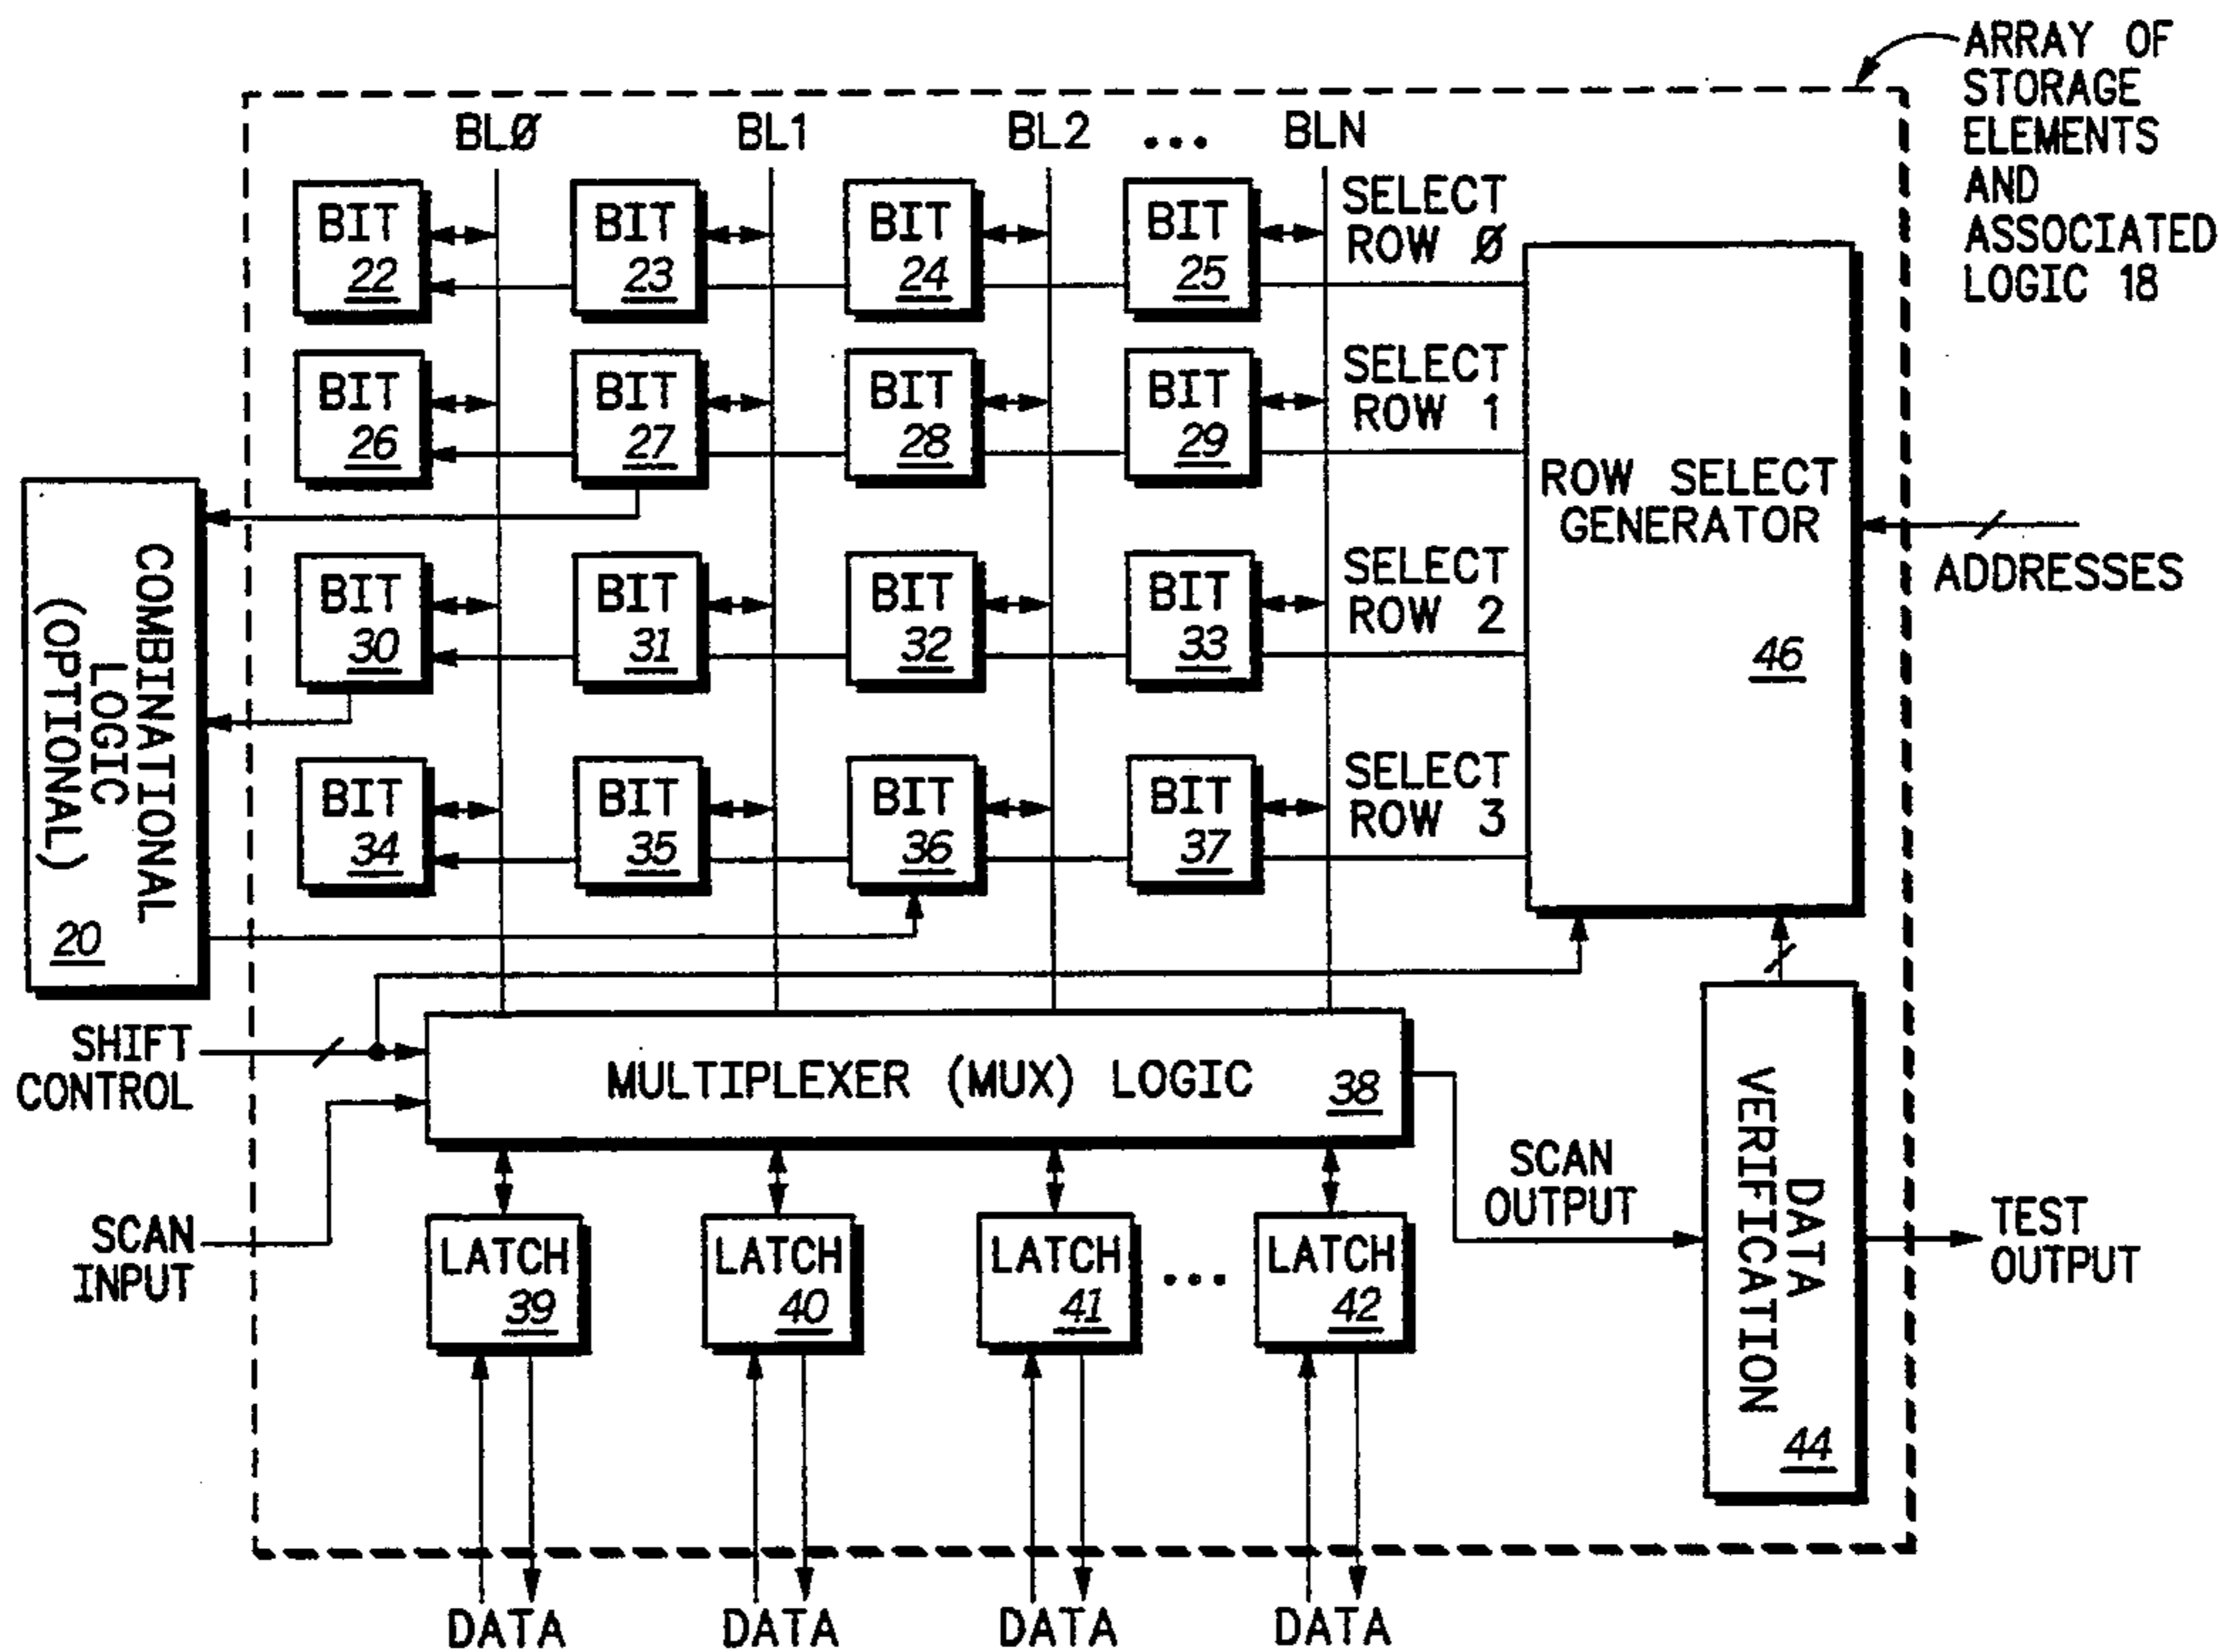 ARRAY OF
STORAGE
ELEMENTS
AND
ASSOCIATED
LOGIC 18
BLØ BL1 BL2 ... BLN
BIT
22
BIT
23
BIT
24
BIT
25
SELECT
ROW Ø
BIT
26
BIT
27
BIT
28
BIT
29
SELECT
ROW 1
ROW SELECT
GENERATOR
46
ADDRESSES
COMBINATIONAL
LOGIC
(OPTIONAL)
20
BIT
30
BIT
31
BIT
32
BIT
33
SELECT
ROW 2
BIT
34
BIT
35
BIT
36
BIT
37
SELECT
ROW 3
SHIFT
CONTROL
MULTIPLEXER (MUX) LOGIC 38
SCAN
INPUT
SCAN
OUTPUT
DATA
VERIFICATION
44
TEST
OUTPUT
LATCH
39
LATCH
40
LATCH
41
...
LATCH
42
DATA DATA DATA DATA